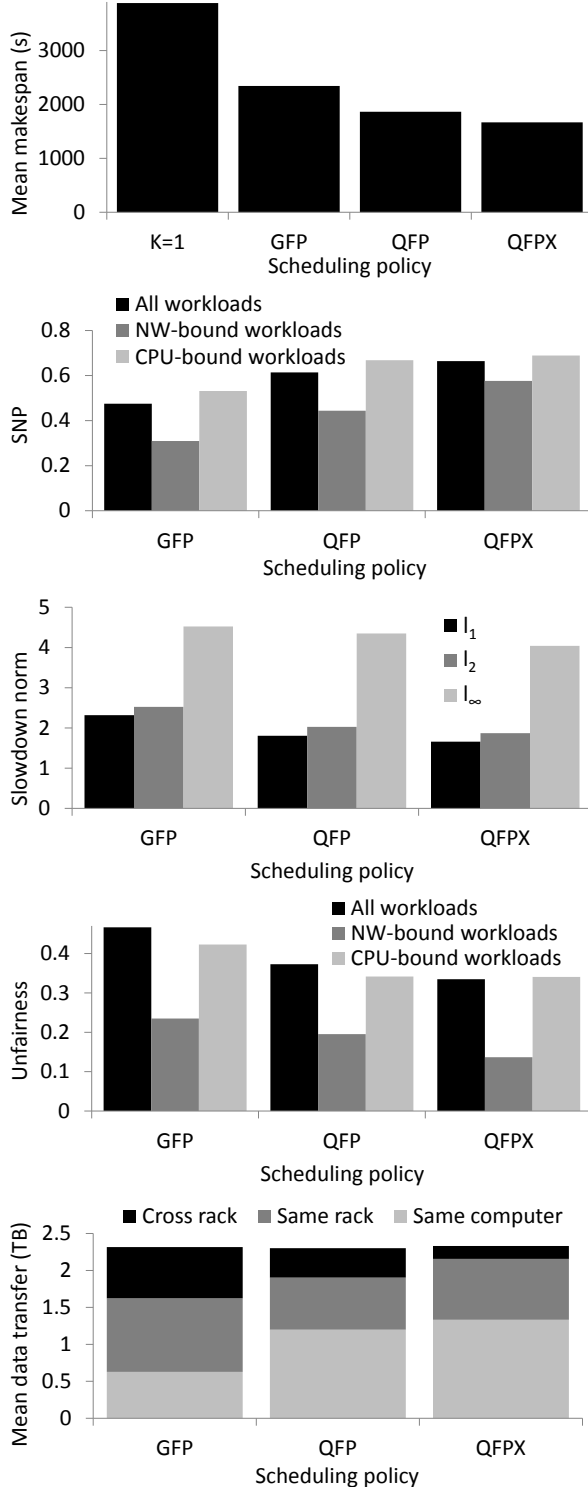 Mean makespan (s)
3000
2000
1000
0
K=1 GFP QFP QFPX
Scheduling policy
All workloads
NW-bound workloads
CPU-bound workloads
SNP
0.8
0.6
0.4
0.2
0
GFP QFP QFPX
Scheduling policy
Slowdown norm
5
4
3
2
1
0
l₁
l₂
l∞
GFP QFP QFPX
Scheduling policy
All workloads
NW-bound workloads
CPU-bound workloads
Unfairness
0.4
0.3
0.2
0.1
0
GFP QFP QFPX
Scheduling policy
Cross rack Same rack Same computer
Mean data transfer (TB)
2.5
2
1.5
1
0.5
0
GFP QFP QFPX
Scheduling policy